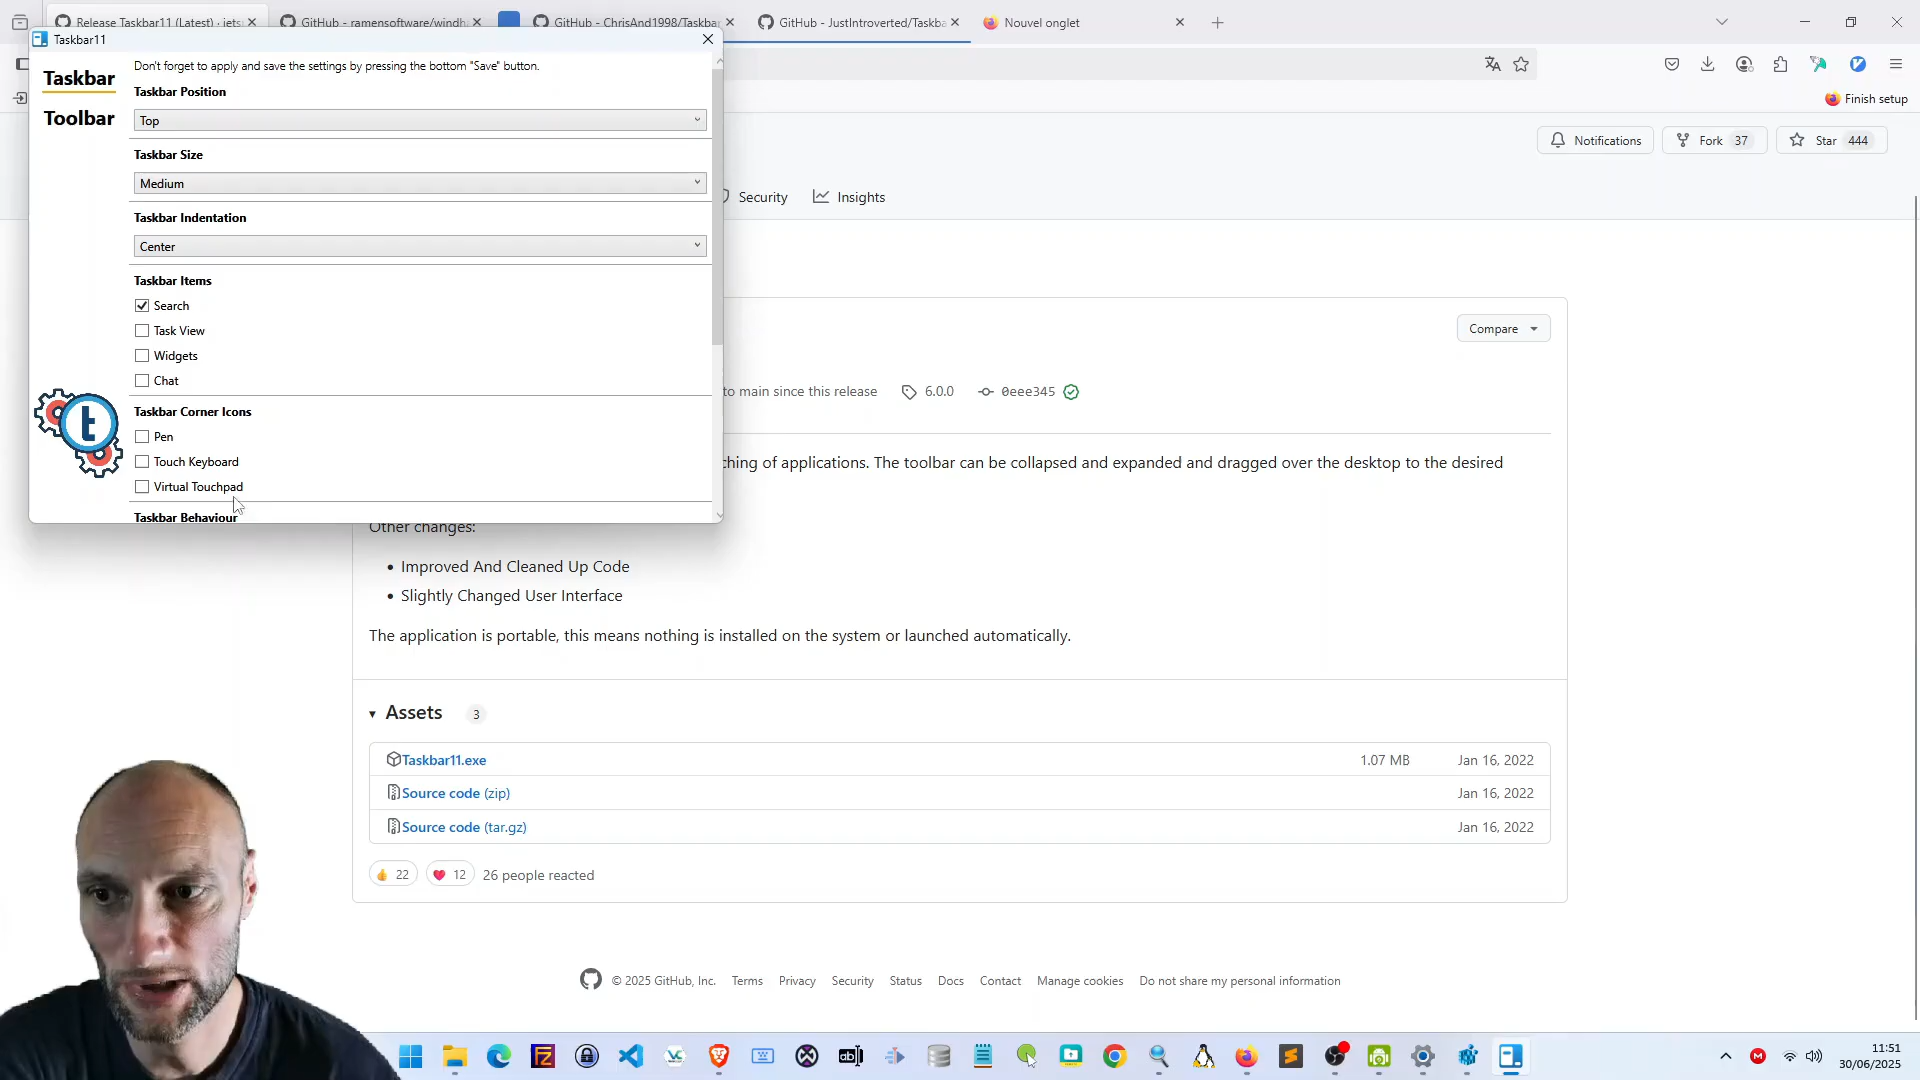 Release Taskbar11 (Latest) · jets
GitHub - ramensoftware/windh
GitHub - ChrisAnd1998/Taskbar
GitHub - JustIntroverted/Taskba
Nouvel onglet
Taskbar11
Finish setup
Taskbar
Toolbar
Don't forget to apply and save the settings by pressing the bottom "Save" button.
Taskbar Position
Top
Taskbar Size
Medium
Taskbar Indentation
Center
Taskbar Items
Search
Task View
Widgets
Chat
Taskbar Corner Icons
Pen
Touch Keyboard
Virtual Touchpad
Taskbar Behaviour
Notifications
Fork 37
Star 444
Security
Insights
Compare
to main since this release
6.0.0
0eee345
ching of applications. The toolbar can be collapsed and expanded and dragged over the desktop to the desired
Other changes:
• Improved And Cleaned Up Code
• Slightly Changed User Interface
The application is portable, this means nothing is installed on the system or launched automatically.
Assets 3
Taskbar11.exe 1.07 MB Jan 16, 2022
Source code (zip) Jan 16, 2022
Source code (tar.gz) Jan 16, 2022
22 12 26 people reacted
© 2025 GitHub, Inc. Terms Privacy Security Status Docs Contact Manage cookies Do not share my personal information
11:51
30/06/2025